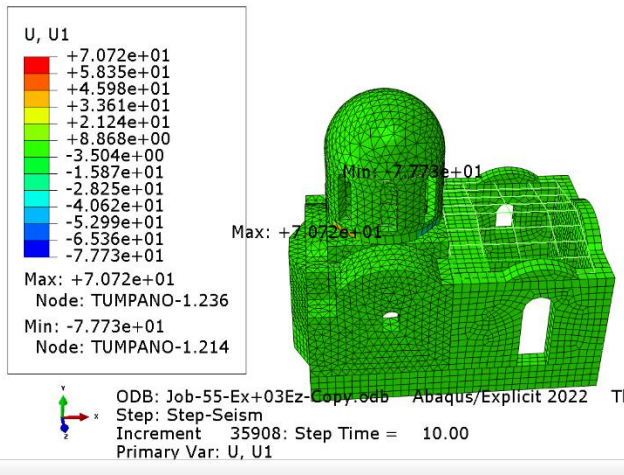 U, U1
+7.072e+01
+5.835e+01
+4.598e+01
+3.361e+01
+2.124e+01
+8.868e+00
-3.504e+00
-1.587e+01
-2.825e+01
-4.062e+01
-5.299e+01
-6.536e+01
-7.773e+01
Max: +7.072e+01
Node: TUMPANO-1.236
Min: -7.773e+01
Node: TUMPANO-1.214
Min: -7.773e+01
Max: +7.072e+01
Y
X
Z
ODB: Job-55-Ex+03Ez-Copy.odb Abaqus/Explicit 2022
Step: Step-Seism
Increment 35908: Step Time = 10.00
Primary Var: U, U1